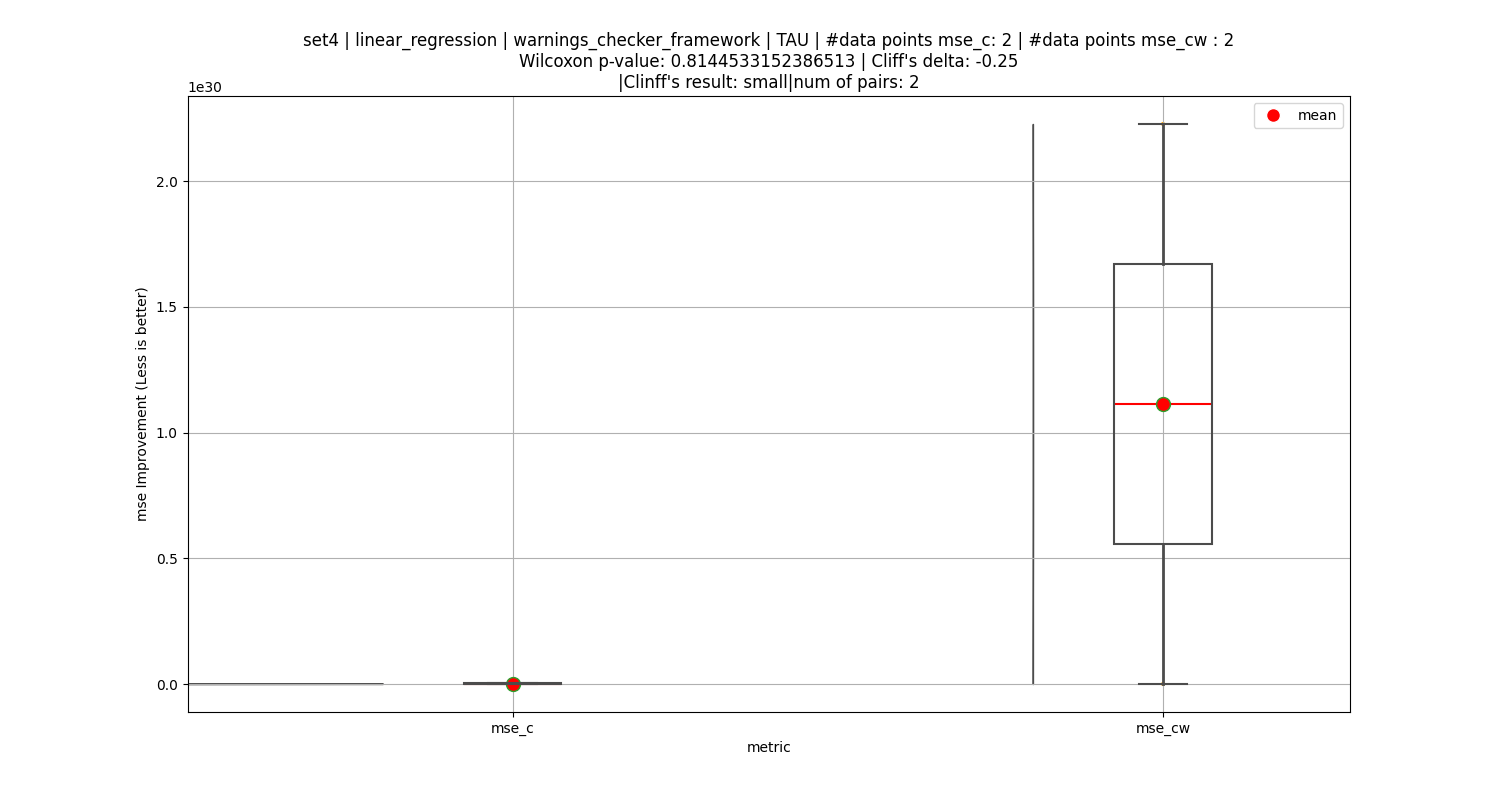 set4 | linear_regression | warnings_checker_framework | TAU | #data points mse_c: 2 | #data points mse_cw : 2
Wilcoxon p-value: 0.8144533152386513 | Cliff's delta: -0.25
|Clinff's result: small|num of pairs: 2
1e30
mean
2.0
1.5
1.0
0.5
0.0
mse Improvement (Less is better)
mse_c
mse_cw
metric